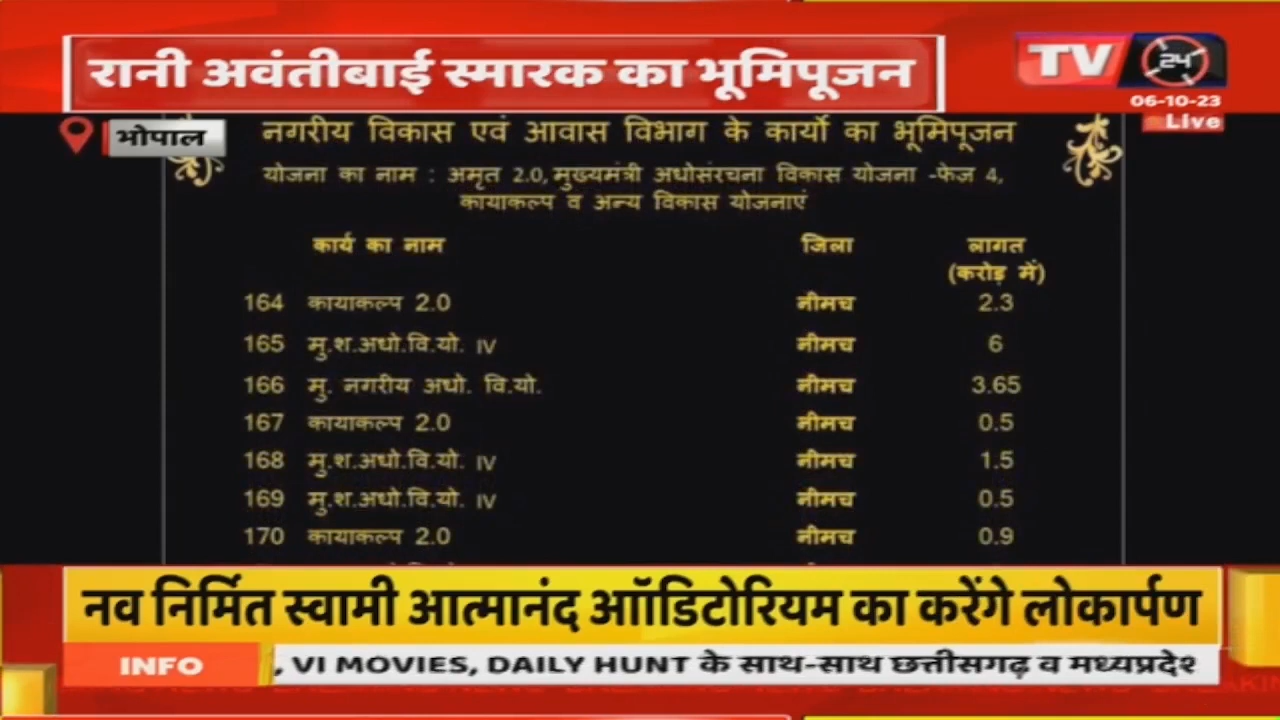 रानी अवंतीबाई स्मारक का भूमिपूजन
TV 24
06-10-23
Live
भोपाल
नगरीय विकास एवं आवास विभाग के कार्यो का भूमिपूजन
योजना का नाम : अमृत 2.0, मुख्यमंत्री अधोसंरचना विकास योजना -फेज 4,
कायाकल्प व अन्य विकास योजनाएं
कार्य का नाम जिला लागत
(करोड़ में)
164 कायाकल्प 2.0 नीमच 2.3
165 मु.श.अधो.वि.यो. IV नीमच 6
166 मु. नगरीय अधो. वि.यो. नीमच 3.65
167 कायाकल्प 2.0 नीमच 0.5
168 मु.श.अधो.वि.यो. IV नीमच 1.5
169 मु.श.अधो.वि.यो. IV नीमच 0.5
170 कायाकल्प 2.0 नीमच 0.9
नव निर्मित स्वामी आत्मानंद ऑॉडिटोरियम का करेंगे लोकार्पण
INFO , VI MOVIES, DAILY HUNT के साथ-साथ छत्तीसगढ़ व मध्यप्रदेश